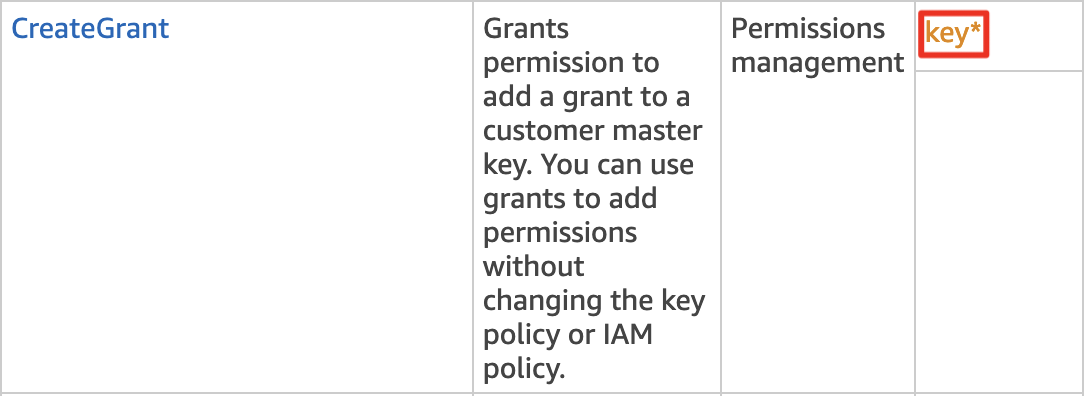 CreateGrant
Grants
permission to
add a grant to a
customer master
key. You can use
grants to add
permissions
without
changing the key
policy or IAM
policy.
Permissions
management
key*